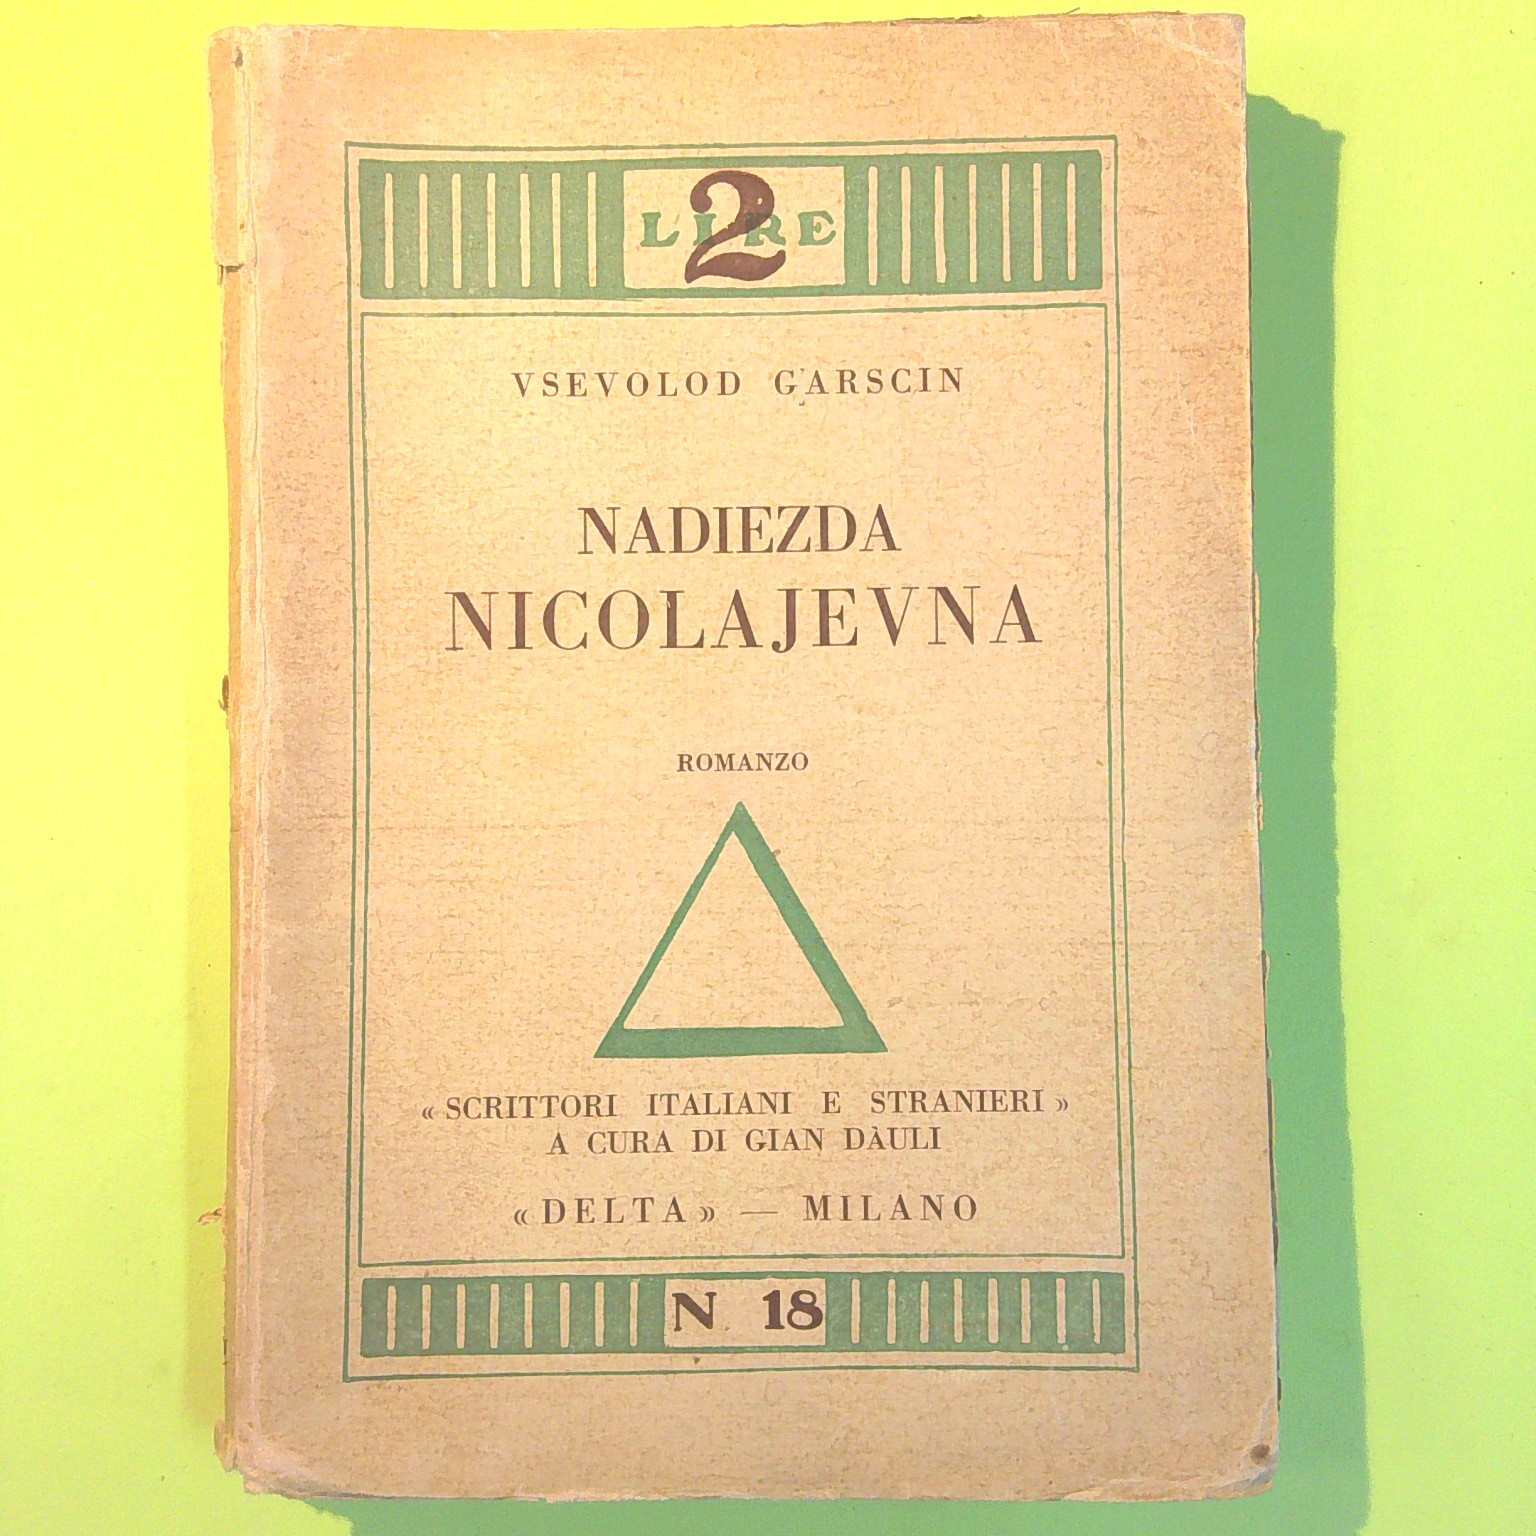 2 LIRE
VSEVOLOD GARSCIN
NADIEZDA
NICOLAJEVNA
ROMANZO
« SCRITTORI ITALIANI E STRANIERI »
A CURA DI GIAN DÀULI
« DELTA » — MILANO
N 18